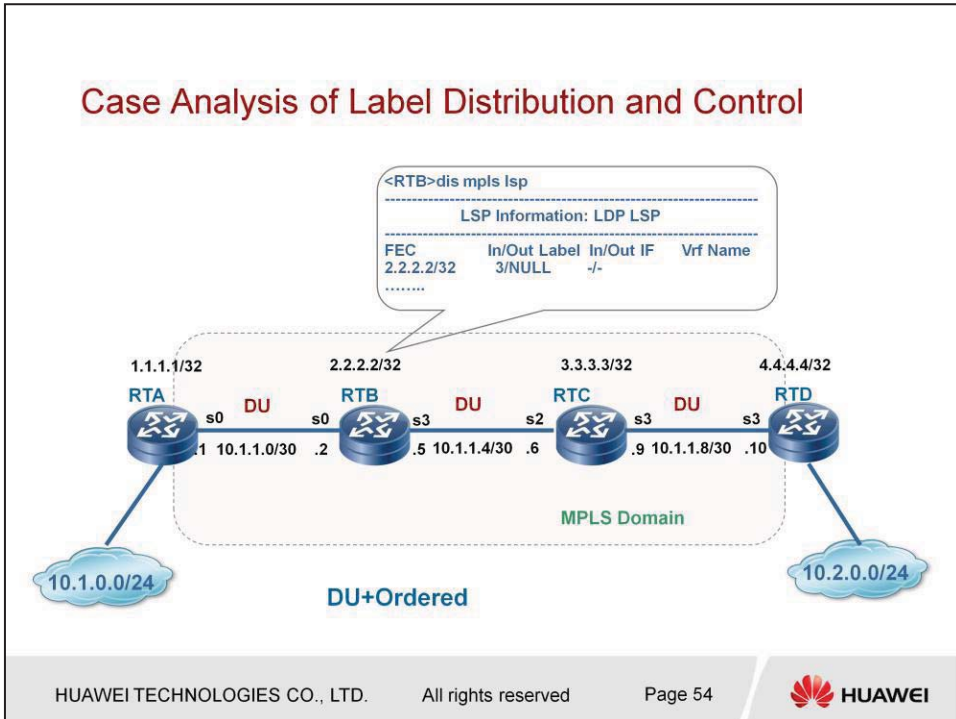 Case Analysis of Label Distribution and Control
<RTB>dis mpls lsp
--------------------------------------------------------------------
LSP Information: LDP LSP
--------------------------------------------------------------------
FEC In/Out Label In/Out IF Vrf Name
2.2.2.2/32 3/NULL -/-
........
1.1.1.1/32 2.2.2.2/32 3.3.3.3/32 4.4.4.4/32
RTA RTB RTC RTD
s0 DU s0 s3 DU s2 s3 DU s3
.1 10.1.1.0/30 .2 .5 10.1.1.4/30 .6 .9 10.1.1.8/30 .10
MPLS Domain
10.1.0.0/24 10.2.0.0/24
DU+Ordered
HUAWEI TECHNOLOGIES CO., LTD. All rights reserved Page 54 HUAWEI